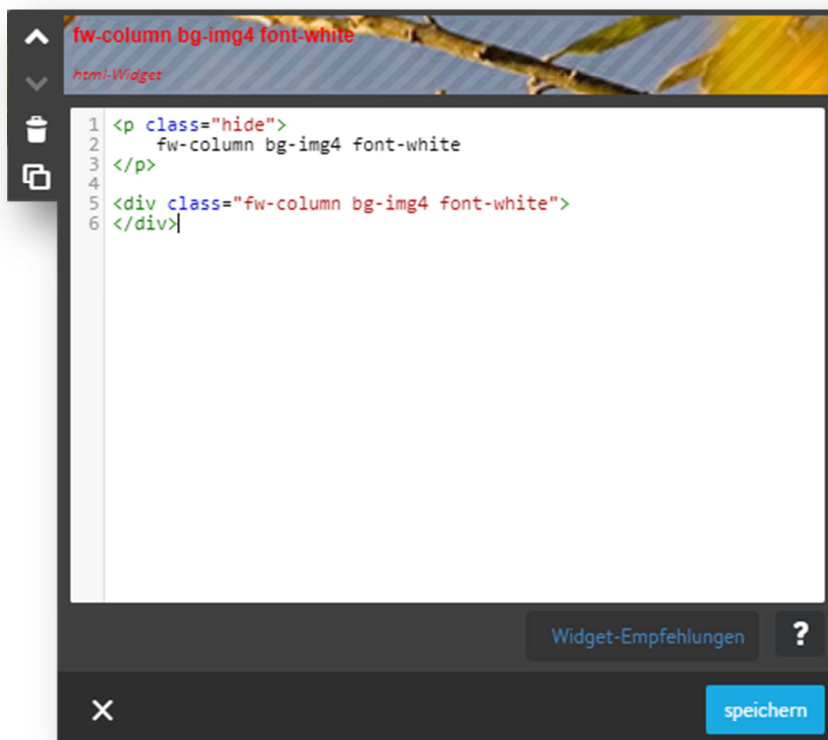 fw-column bg-img4 font-white
html-Widget
1 <p class="hide">
2     fw-column bg-img4 font-white
3 </p>
4
5 <div class="fw-column bg-img4 font-white">
6 </div>
Widget-Empfehlungen ?
speichern